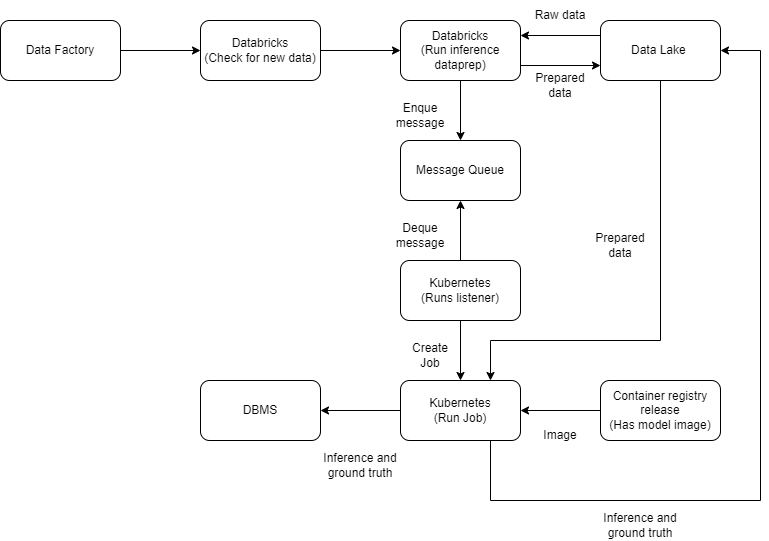 Raw data
Data Factory
Databricks
(Check for new data)
Databricks
(Run inference
dataprep)
Data Lake
Prepared
data
Enque
message
Message Queue
Deque
message
Prepared
data
Kubernetes
(Runs listener)
Create
Job
DBMS
Kubernetes
(Run Job)
Container registry
release
(Has model image)
Image
Inference and
ground truth
Inference and
ground truth